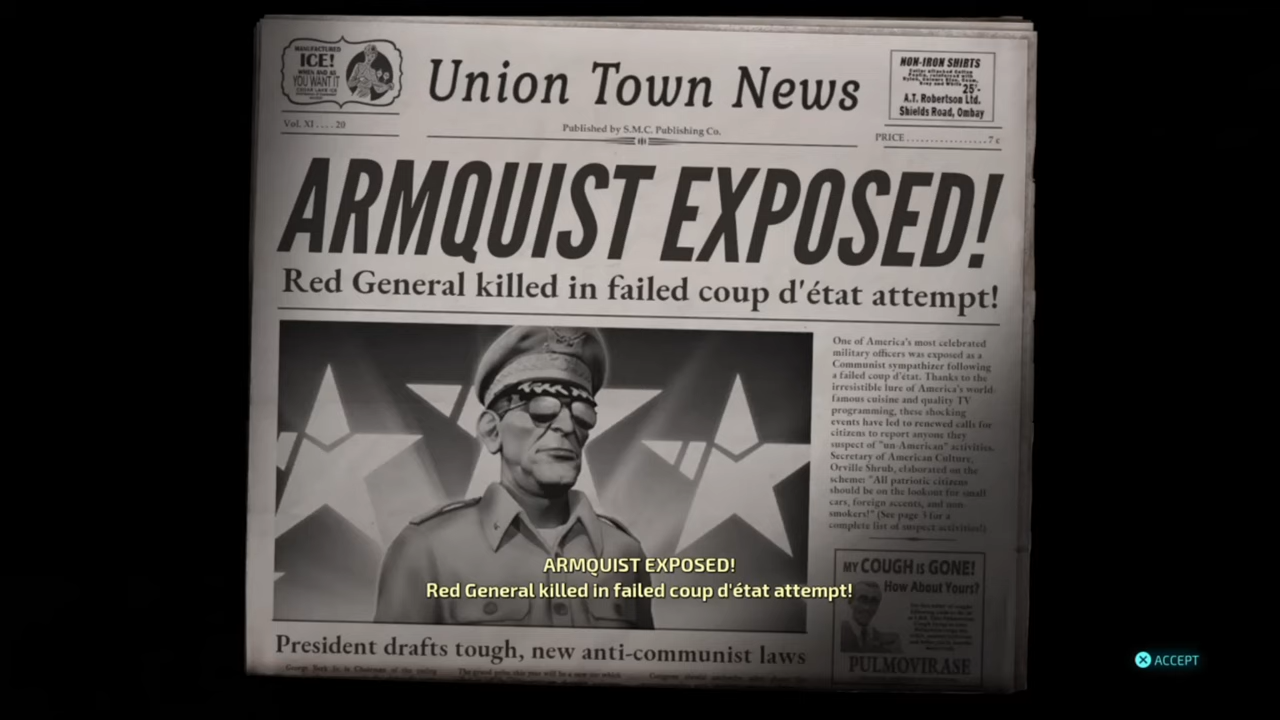 MANUFACTURED
ICE!
WHEN AND AS
YOU WANT IT
Union Town News
NON-IRON SHIRTS
25'-
A.T. Robertson Ltd.
Shields Road, Ombay
Vol. XI .... 20
Published by S.M.C. Publishing Co.
PRICE ................. 7 ¢
ARMQUIST EXPOSED!
Red General killed in failed coup d'état attempt!
One of America's most celebrated
military officers was exposed as a
Communist sympathizer following
a failed coup d'état. Thanks to the
irresistible lure of America's world-
famous cuisine and quality TV
programming, these shocking
events have led to renewed calls for
citizens to report anyone they
suspect of "un-American" activities.
Secretary of American Culture,
Orville Shrub, elaborated on the
scheme: "All patriotic citizens
should be on the lookout for small
cars, foreign accents, and non-
smokers!" (See page 3 for a
complete list of suspect activities!)
ARMQUIST EXPOSED!
Red General killed in failed coup d'état attempt!
MY COUGH is GONE!
How About Yours?
PULMOVIRASE
President drafts tough, new anti-communist laws
ACCEPT